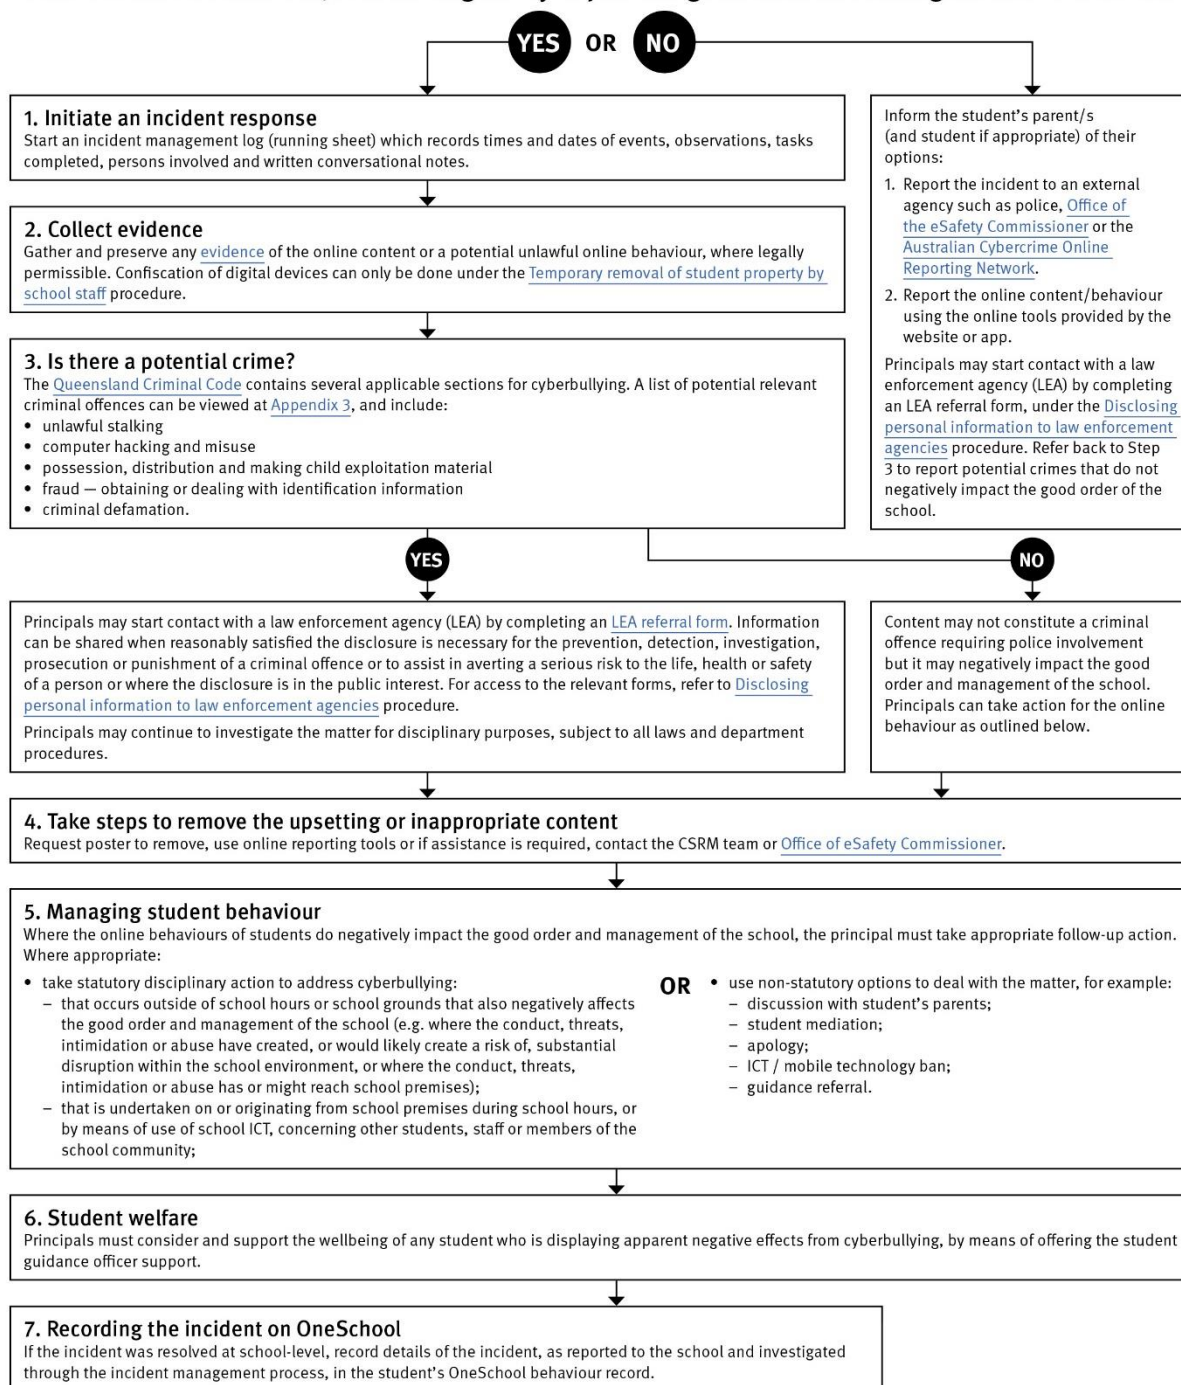 YES OR NO
1. Initiate an incident response
Start an incident management log (running sheet) which records times and dates of events, observations, tasks
completed, persons involved and written conversational notes.
2. Collect evidence
Gather and preserve any evidence of the online content or a potential unlawful online behaviour, where legally
permissible. Confiscation of digital devices can only be done under the Temporary removal of student property by
school staff procedure.
3. Is there a potential crime?
The Queensland Criminal Code contains several applicable sections for cyberbullying. A list of potential relevant
criminal offences can be viewed at Appendix 3, and include:
• unlawful stalking
• computer hacking and misuse
• possession, distribution and making child exploitation material
• fraud — obtaining or dealing with identification information
• criminal defamation.
Inform the student's parent/s
(and student if appropriate) of their
options:
1. Report the incident to an external
agency such as police, Office of
the eSafety Commissioner or the
Australian Cybercrime Online
Reporting Network.
2. Report the online content/behaviour
using the online tools provided by the
website or app.
Principals may start contact with a law
enforcement agency (LEA) by completing
an LEA referral form, under the Disclosing
personal information to law enforcement
agencies procedure. Refer back to Step
3 to report potential crimes that do not
negatively impact the good order of the
school.
YES
NO
Principals may start contact with a law enforcement agency (LEA) by completing an LEA referral form. Information
can be shared when reasonably satisfied the disclosure is necessary for the prevention, detection, investigation,
prosecution or punishment of a criminal offence or to assist in averting a serious risk to the life, health or safety
of a person or where the disclosure is in the public interest. For access to the relevant forms, refer to Disclosing
personal information to law enforcement agencies procedure.
Principals may continue to investigate the matter for disciplinary purposes, subject to all laws and department
procedures.
Content may not constitute a criminal
offence requiring police involvement
but it may negatively impact the good
order and management of the school.
Principals can take action for the online
behaviour as outlined below.
4. Take steps to remove the upsetting or inappropriate content
Request poster to remove, use online reporting tools or if assistance is required, contact the CSRM team or Office of eSafety Commissioner.
5. Managing student behaviour
Where the online behaviours of students do negatively impact the good order and management of the school, the principal must take appropriate follow-up action.
Where appropriate:
• take statutory disciplinary action to address cyberbullying:
– that occurs outside of school hours or school grounds that also negatively affects
the good order and management of the school (e.g. where the conduct, threats,
intimidation or abuse have created, or would likely create a risk of, substantial
disruption within the school environment, or where the conduct, threats,
intimidation or abuse has or might reach school premises);
– that is undertaken on or originating from school premises during school hours, or
by means of use of school ICT, concerning other students, staff or members of the
school community;
OR
• use non-statutory options to deal with the matter, for example:
– discussion with student's parents;
– student mediation;
– apology;
– ICT / mobile technology ban;
– guidance referral.
6. Student welfare
Principals must consider and support the wellbeing of any student who is displaying apparent negative effects from cyberbullying, by means of offering the student
guidance officer support.
7. Recording the incident on OneSchool
If the incident was resolved at school-level, record details of the incident, as reported to the school and investigated
through the incident management process, in the student's OneSchool behaviour record.